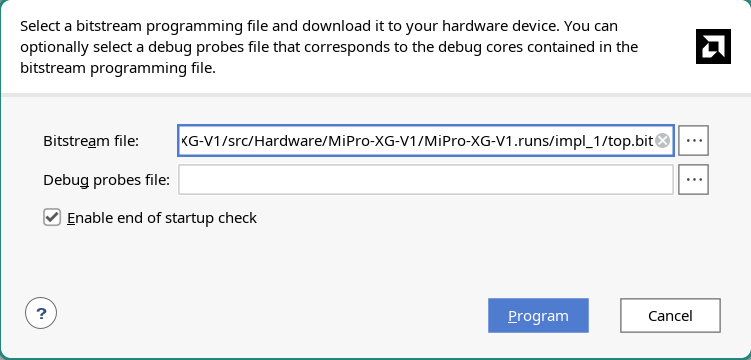 Select a bitstream programming file and download it to your hardware device. You can
optionally select a debug probes file that corresponds to the debug cores contained in the
bitstream programming file.
Bitstream file: XG-V1/src/Hardware/MiPro-XG-V1/MiPro-XG-V1.runs/impl_1/top.bit ...
Debug probes file: ...
Enable end of startup check
? Program Cancel